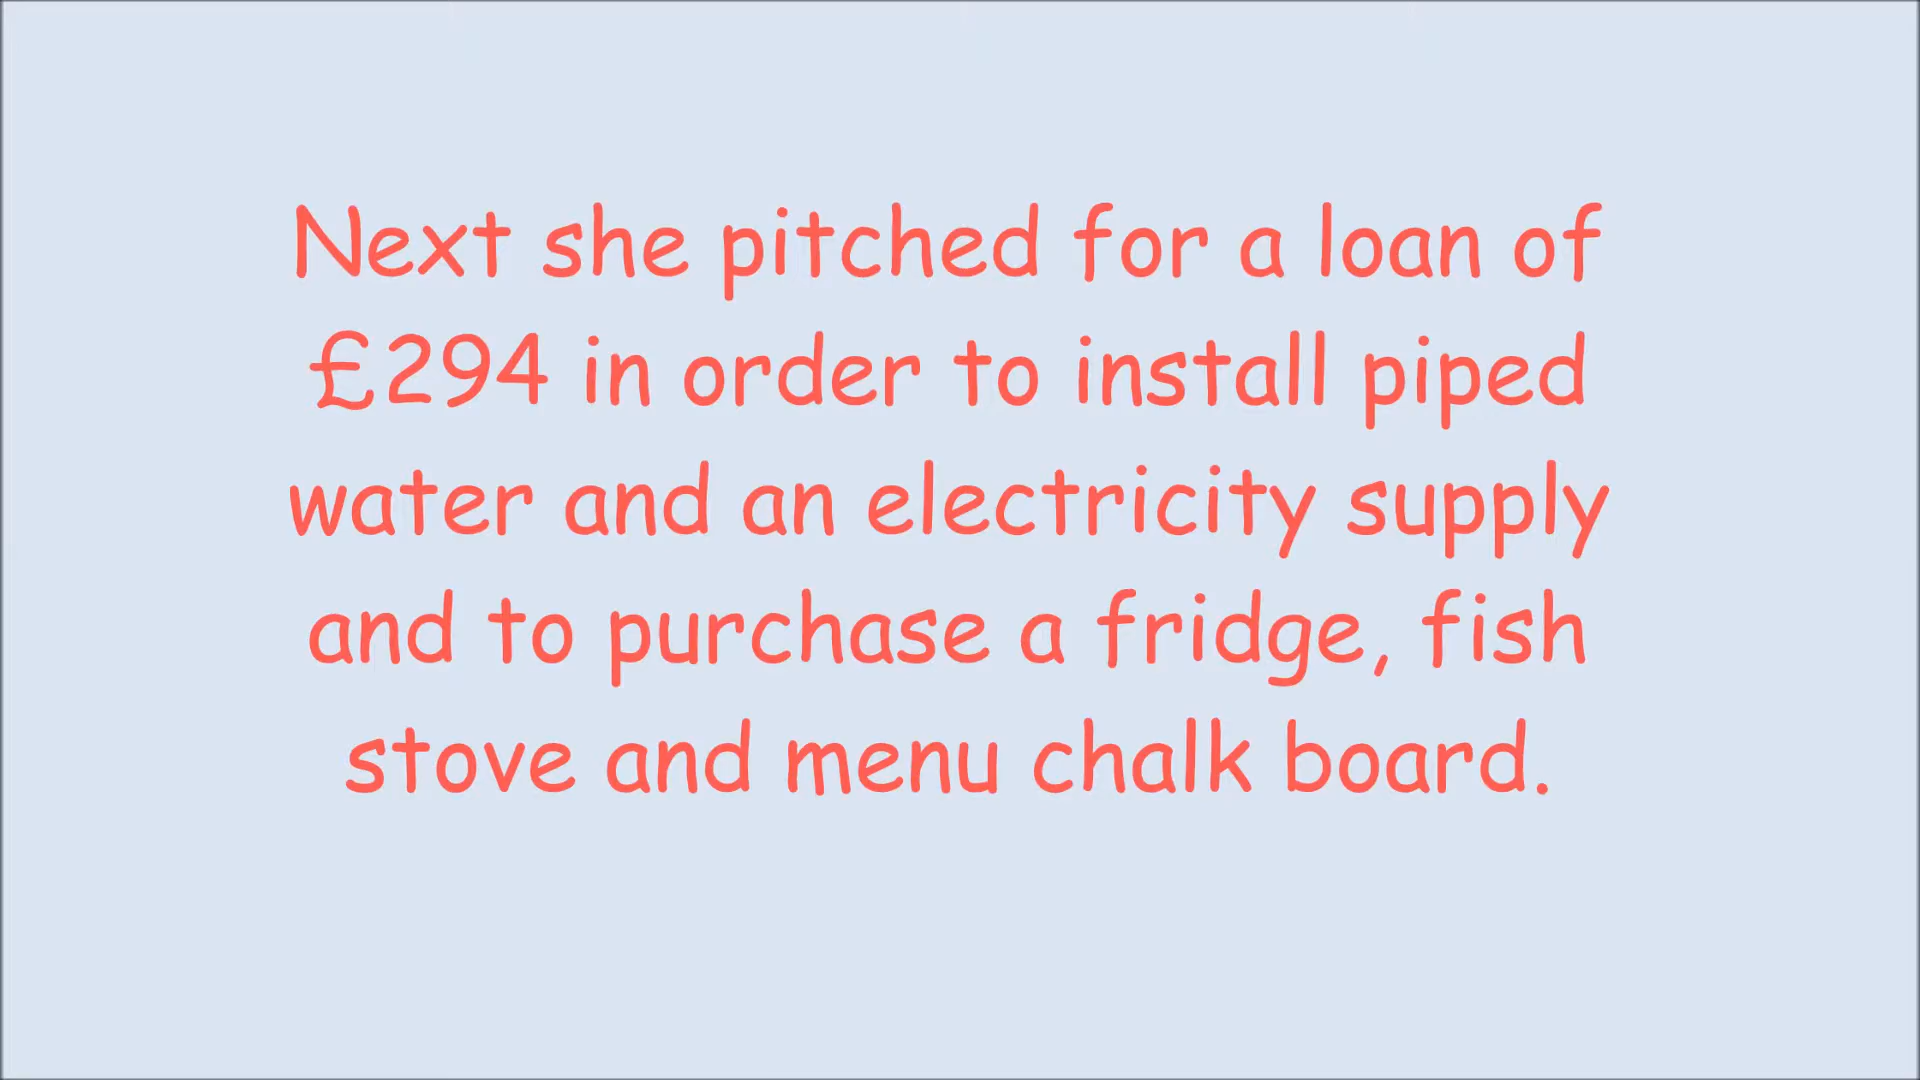 Next she pitched for a loan of
£294 in order to install piped
water and an electricity supply
and to purchase a fridge, fish
stove and menu chalk board.